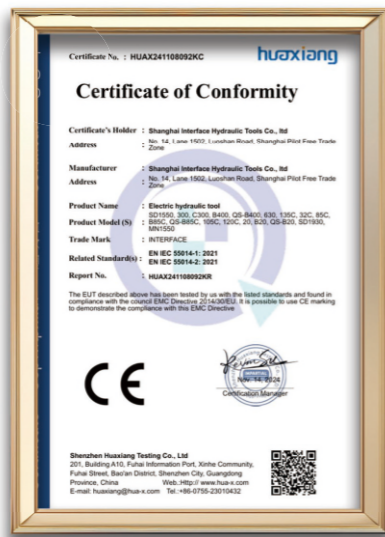 Certificate No. : HUAX241108092KC
huaxiang
Certificate of Conformity
Certificate's Holder : Shanghai Interface Hydraulic Tools Co., ltd
Address : No. 14, Lane 1502, Luoshan Road, Shanghai Pilot Free Trade
Zone
Manufacturer : Shanghai Interface Hydraulic Tools Co., ltd
Address : No. 14, Lane 1502, Luoshan Road, Shanghai Pilot Free Trade
Zone
Product Name : Electric hydraulic tool
Product Model (S) : SD1550, 300, C300, B400, QS-B400, 630, 135C, 32C, 85C,
B85C, QS-B85C, 105C, 120C, 20, B20, QS-B20, SD1930,
MN1550
Trade Mark : INTERFACE
Related Standard(s) : EN IEC 55014-1: 2021
EN IEC 55014-2: 2021
Report No. : HUAX241108092KR
The EUT described above has been tested by us with the listed standards and found in
compliance with the council EMC Directive 2014/30/EU. It is possible to use CE marking
to demonstrate the compliance with this EMC Directive
CE
Nov. 14, 2024
Certification Manager
Shenzhen Huaxiang Testing Co., Ltd
201, Building A10, Fuhai Information Port, Xinhe Community,
Fuhai Street, Bao'an District, Shenzhen City, Guangdong
Province, China Web.:Http:// www.hua-x.com
E-mail: huaxiang@hua-x.com Tel.:+86-0755-23010432